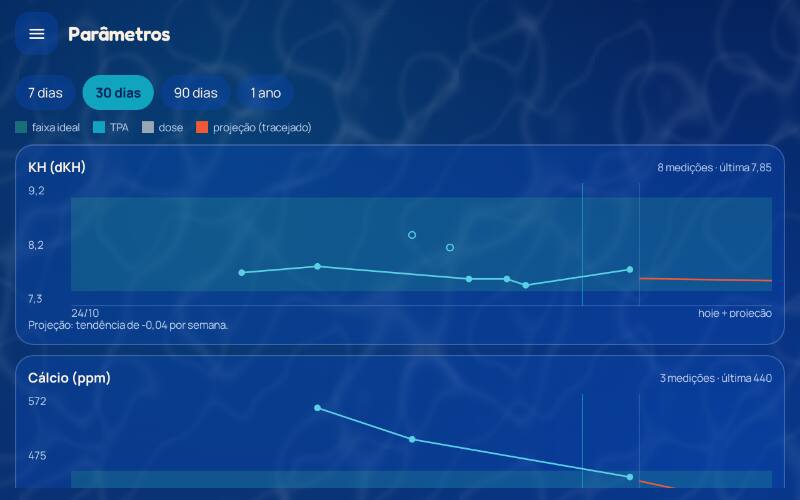 Parâmetros
7 dias
30 dias
90 dias
1 ano
faixa ideal
TPA
dose
projeção (tracejado)
KH (dKH)
8 medições · última 7,85
9,2
8,2
7,3
24/10
hoje + projeção
Projeção: tendência de -0,04 por semana.
Cálcio (ppm)
3 medições · última 440
572
475